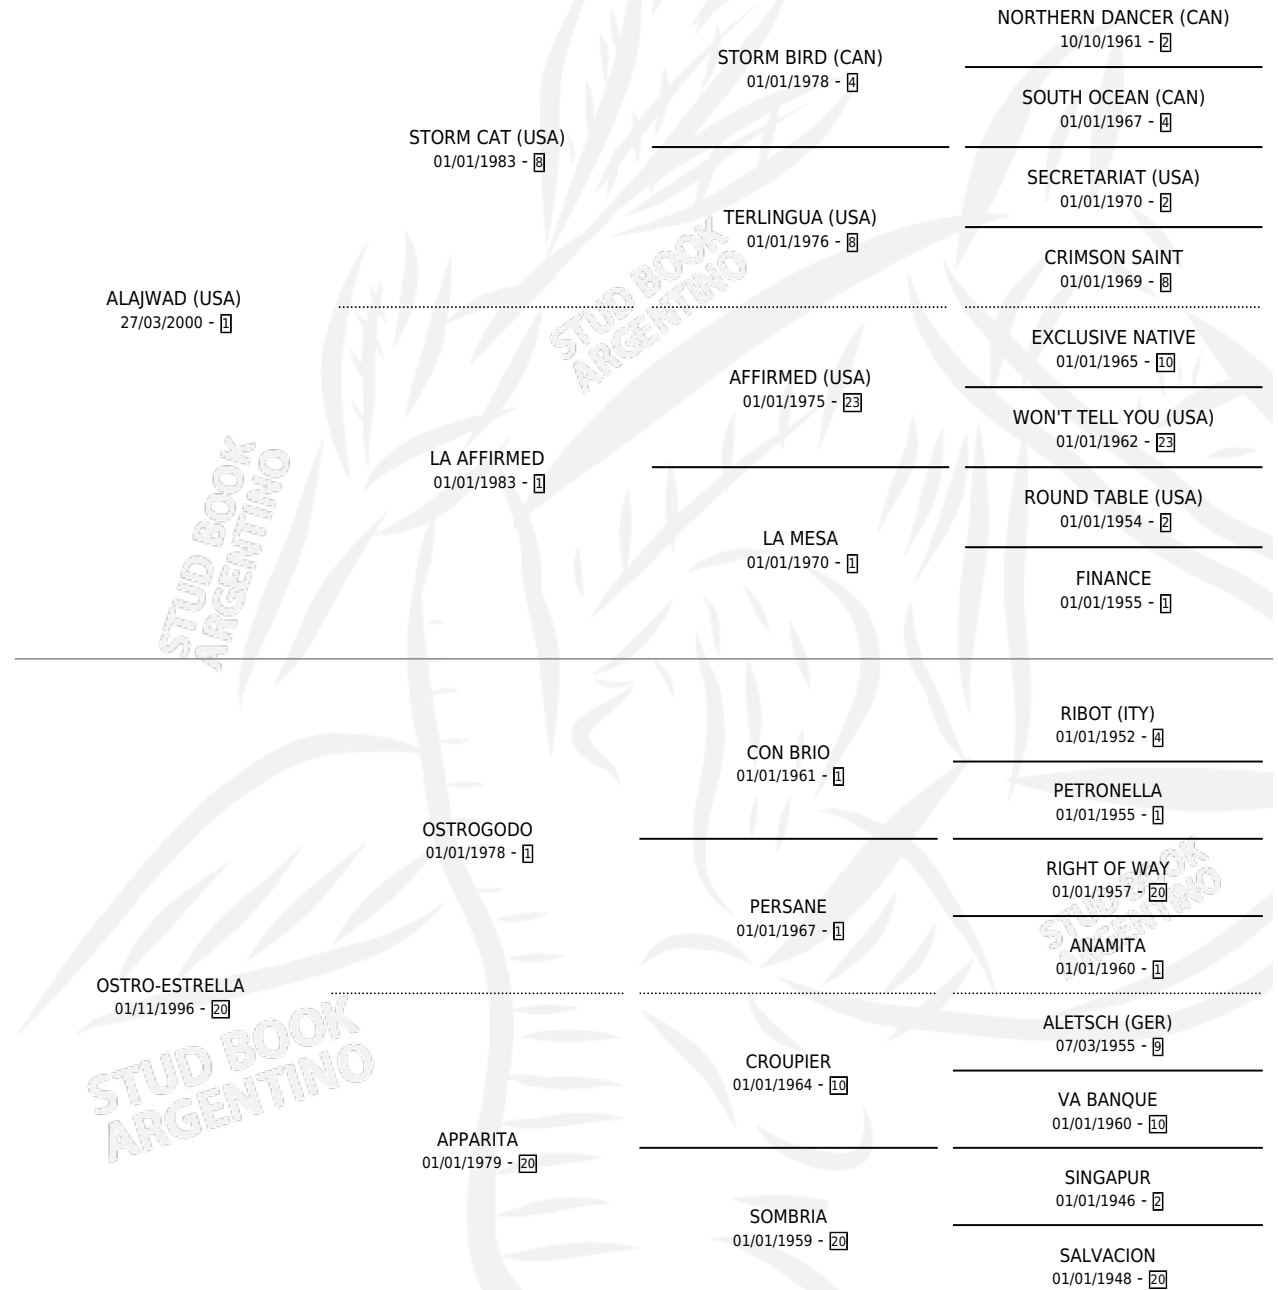 NORTHERN DANCER (CAN)
10/10/1961 - 2
STORM BIRD (CAN)
01/01/1978 - 4
SOUTH OCEAN (CAN)
01/01/1967 - 4
STORM CAT (USA)
01/01/1983 - 8
SECRETARIAT (USA)
01/01/1970 - 2
TERLINGUA (USA)
01/01/1976 - 8
CRIMSON SAINT
01/01/1969 - 8
ALAJWAD (USA)
27/03/2000 - 1
EXCLUSIVE NATIVE
01/01/1965 - 10
AFFIRMED (USA)
01/01/1975 - 23
WON'T TELL YOU (USA)
01/01/1962 - 23
LA AFFIRMED
01/01/1983 - 1
ROUND TABLE (USA)
01/01/1954 - 2
LA MESA
01/01/1970 - 1
FINANCE
01/01/1955 - 1
RIBOT (ITY)
01/01/1952 - 4
CON BRIO
01/01/1961 - 1
PETRONELLA
01/01/1955 - 1
OSTROGODO
01/01/1978 - 1
RIGHT OF WAY
01/01/1957 - 20
PERSANE
01/01/1967 - 1
ANAMITA
01/01/1960 - 1
OSTRO-ESTRELLA
01/11/1996 - 20
ALETSCH (GER)
07/03/1955 - 9
CROUPIER
01/01/1964 - 10
VA BANQUE
01/01/1960 - 10
APPARITA
01/01/1979 - 20
SINGAPUR
01/01/1946 - 2
SOMBRIA
01/01/1959 - 20
SALVACION
01/01/1948 - 20
STUD BOOK
ARGENTINO
STUD BOOK
ARGENTINO
STUD BOOK
ARGENTINO
STUD BOOK
ARGENTINO